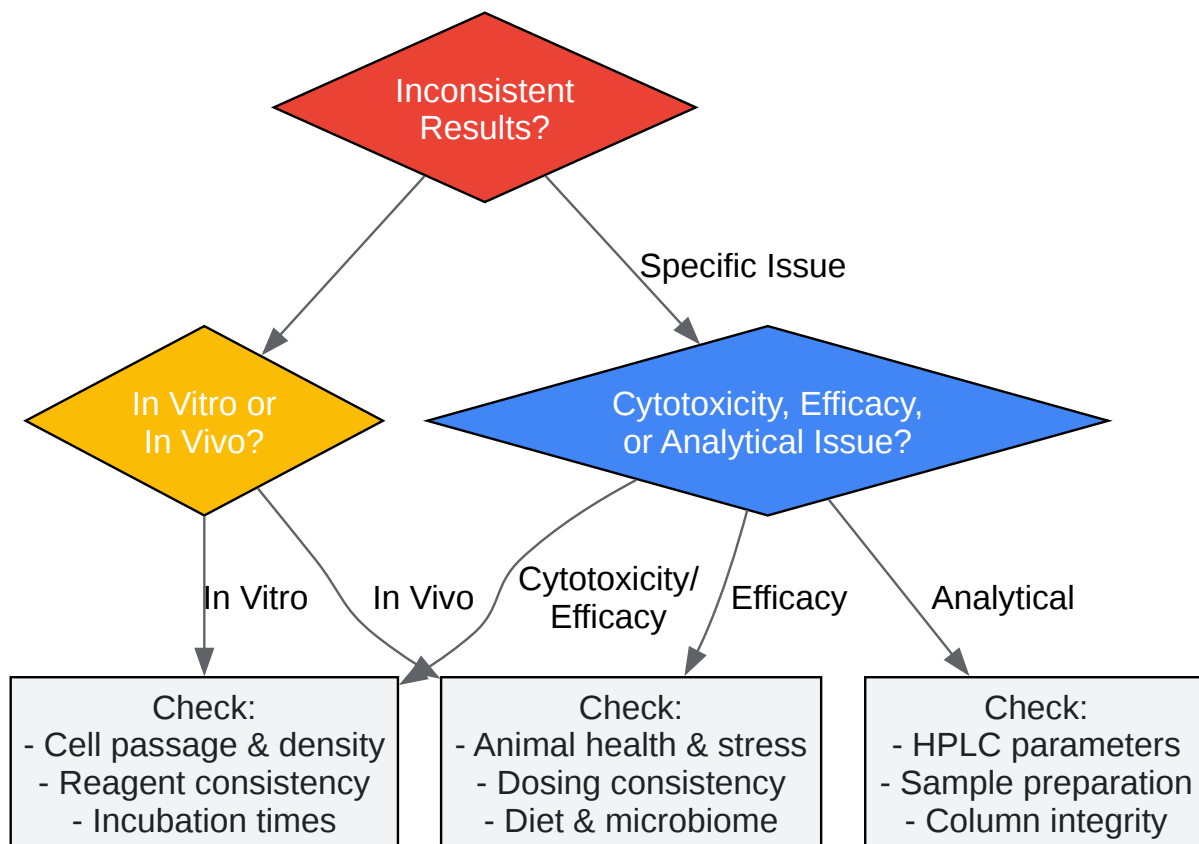 Inconsistent
Results?
Specific Issue
In Vitro or
In Vivo?
Cytotoxicity, Efficacy,
or Analytical Issue?
In Vitro
In Vivo
Cytotoxicity/
Efficacy
Efficacy
Analytical
Check:
- Cell passage & density
- Reagent consistency
- Incubation times
Check:
- Animal health & stress
- Dosing consistency
- Diet & microbiome
Check:
- HPLC parameters
- Sample preparation
- Column integrity